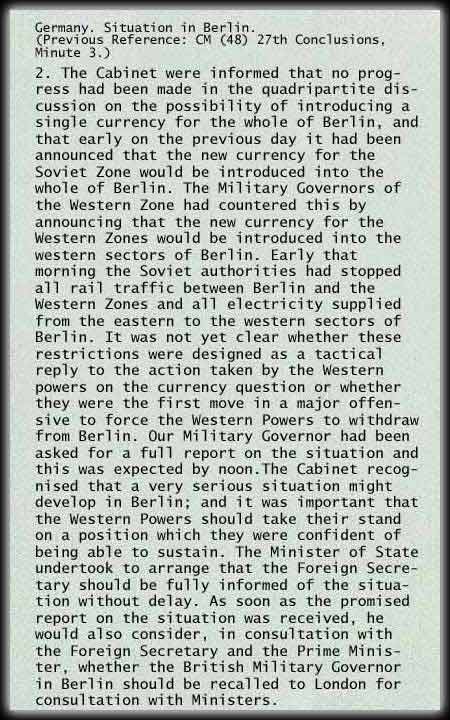 Germany. Situation in Berlin.
(Previous Reference: CM (48) 27th Conclusions,
Minute 3.)
2. The Cabinet were informed that no prog-
ress had been made in the quadripartite dis-
cussion on the possibility of introducing a
single currency for the whole of Berlin, and
that early on the previous day it had been
announced that the new currency for the
Soviet Zone would be introduced into the
whole of Berlin. The Military Governors of
the Western Zone had countered this by
announcing that the new currency for the
Western Zones would be introduced into the
western sectors of Berlin. Early that
morning the Soviet authorities had stopped
all rail traffic between Berlin and the
Western Zones and all electricity supplied
from the eastern to the western sectors of
Berlin. It was not yet clear whether these
restrictions were designed as a tactical
reply to the action taken by the Western
powers on the currency question or whether
they were the first move in a major offen-
sive to force the Western Powers to withdraw
from Berlin. Our Military Governor had been
asked for a full report on the situation and
this was expected by noon.The Cabinet recog-
nised that a very serious situation might
develop in Berlin; and it was important that
the Western Powers should take their stand
on a position which they were confident of
being able to sustain. The Minister of State
undertook to arrange that the Foreign Secre-
tary should be fully informed of the situa-
tion without delay. As soon as the promised
report on the situation was received, he
would also consider, in consultation with
the Foreign Secretary and the Prime Minis-
ter, whether the British Military Governor
in Berlin should be recalled to London for
consultation with Ministers.